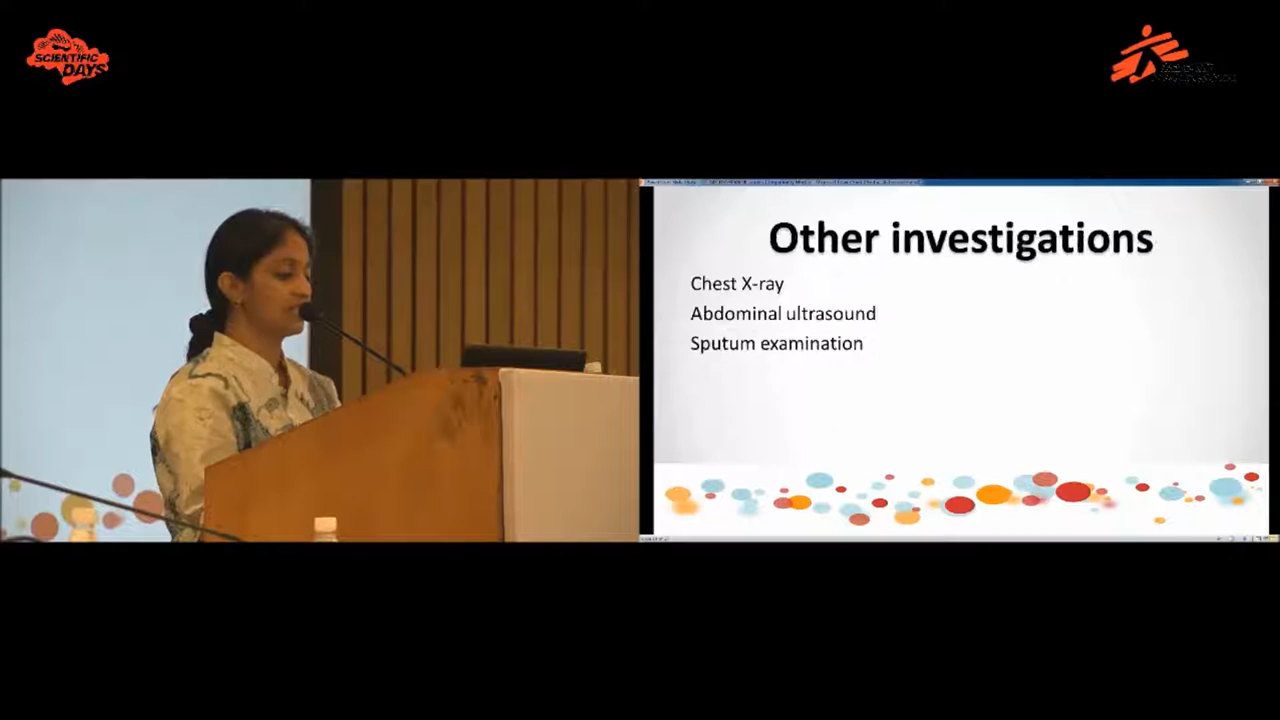 SCIENTIFIC
DAYS
Other investigations
Chest X-ray
Abdominal ultrasound
Sputum examination